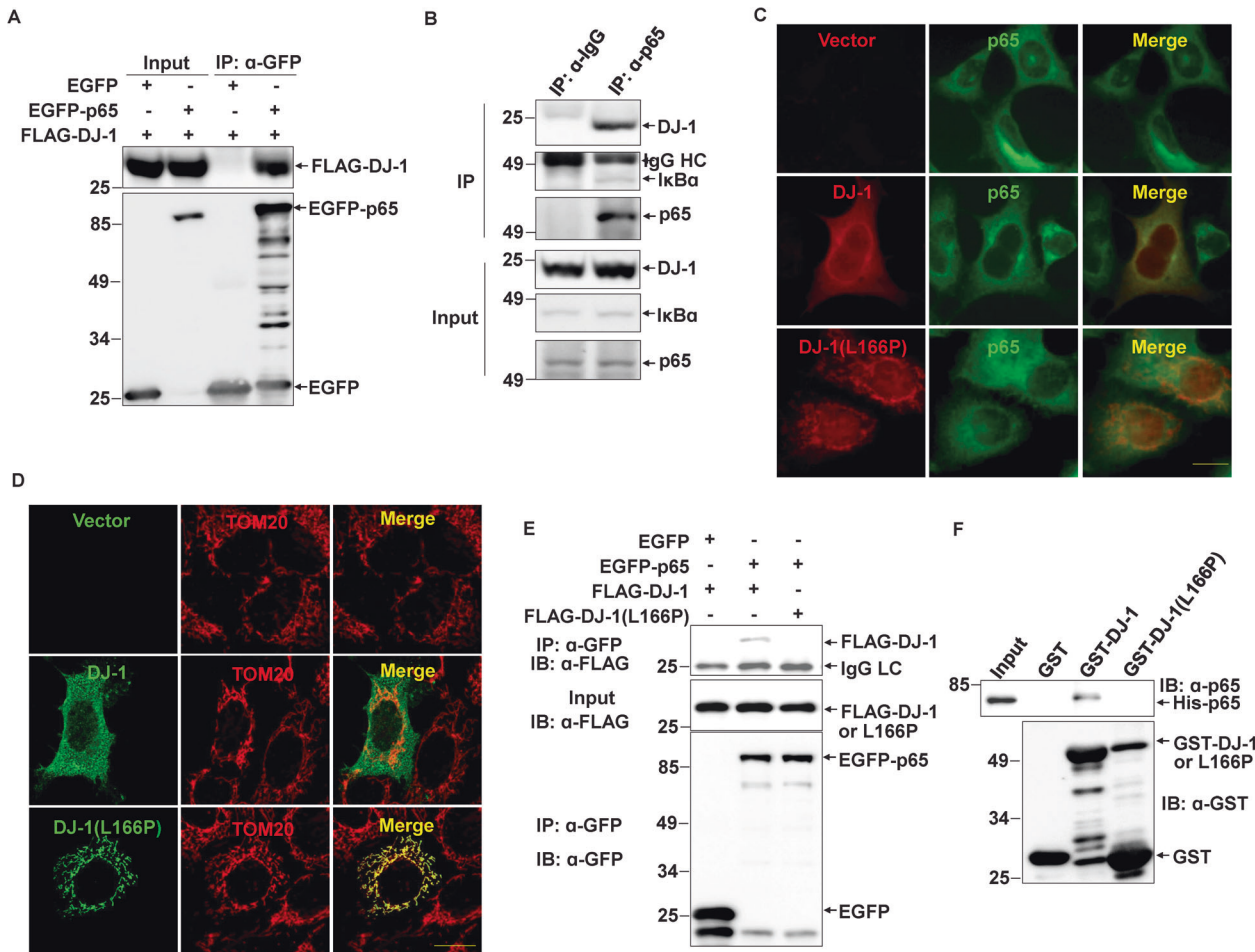 A
Input IP: α-GFP
EGFP + - + -
EGFP-p65 - + - +
FLAG-DJ-1 + + + +
FLAG-DJ-1
25
EGFP-p65
85
49
34
EGFP
25
B
IP: α-IgG IP: α-p65
IP
25
DJ-1
49
IgG HC
IκBα
p65
49
Input
25
DJ-1
49
IκBα
p65
49
C
Vector p65 Merge
DJ-1 p65 Merge
DJ-1(L166P) p65 Merge
D
Vector TOM20 Merge
DJ-1 TOM20 Merge
DJ-1(L166P) TOM20 Merge
E
EGFP + - -
EGFP-p65 - + +
FLAG-DJ-1 + + -
FLAG-DJ-1(L166P) - - +
IP: α-GFP
IB: α-FLAG
FLAG-DJ-1
25
IgG LC
Input
IB: α-FLAG
FLAG-DJ-1
or L166P
25
EGFP-p65
85
IP: α-GFP
IB: α-GFP
49
34
25
EGFP
F
Input GST GST-DJ-1 GST-DJ-1(L166P)
85
IB: α-p65
His-p65
GST-DJ-1
or L166P
49
IB: α-GST
34
GST
25